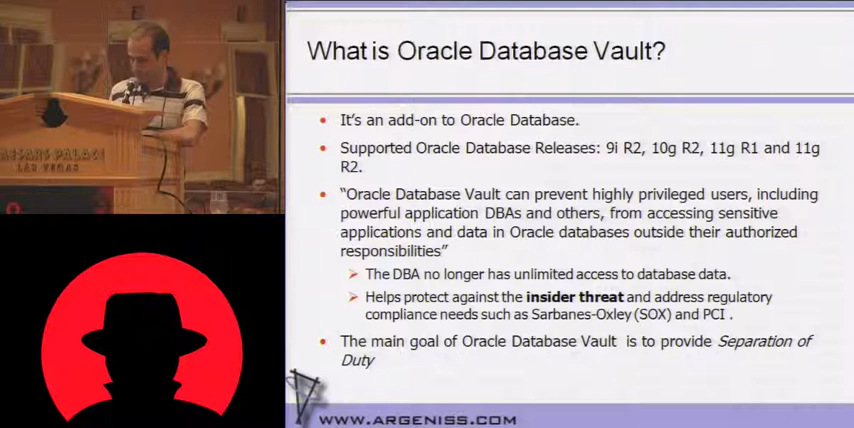 What is Oracle Database Vault?
• It's an add-on to Oracle Database.
• Supported Oracle Database Releases: 9i R2, 10g R2, 11g R1 and 11g
R2.
• “Oracle Database Vault can prevent highly privileged users, including
powerful application DBAs and others, from accessing sensitive
applications and data in Oracle databases outside their authorized
responsibilities”
➢ The DBA no longer has unlimited access to database data.
➢ Helps protect against the insider threat and address regulatory
compliance needs such as Sarbanes-Oxley (SOX) and PCI .
• The main goal of Oracle Database Vault is to provide Separation of
Duty
WWW.ARGENISS.COM
CAESARS PALACE
LAS VEGAS